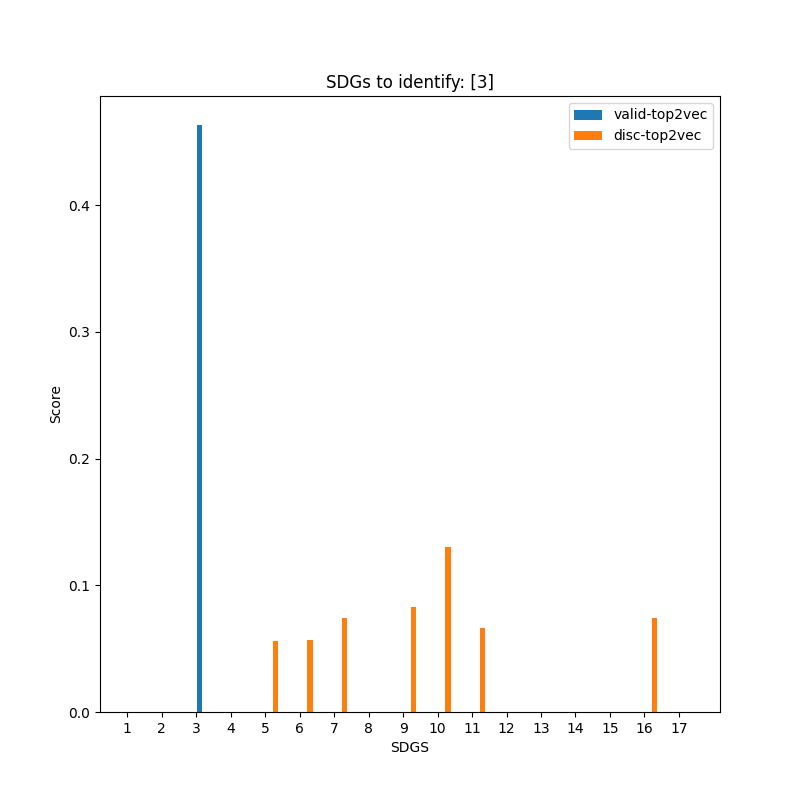 SDGs to identify: [3]
valid-top2vec
disc-top2vec
Score
0.4
0.3
0.2
0.1
0.0
1 2 3 4 5 6 7 8 9 10 11 12 13 14 15 16 17
SDGS